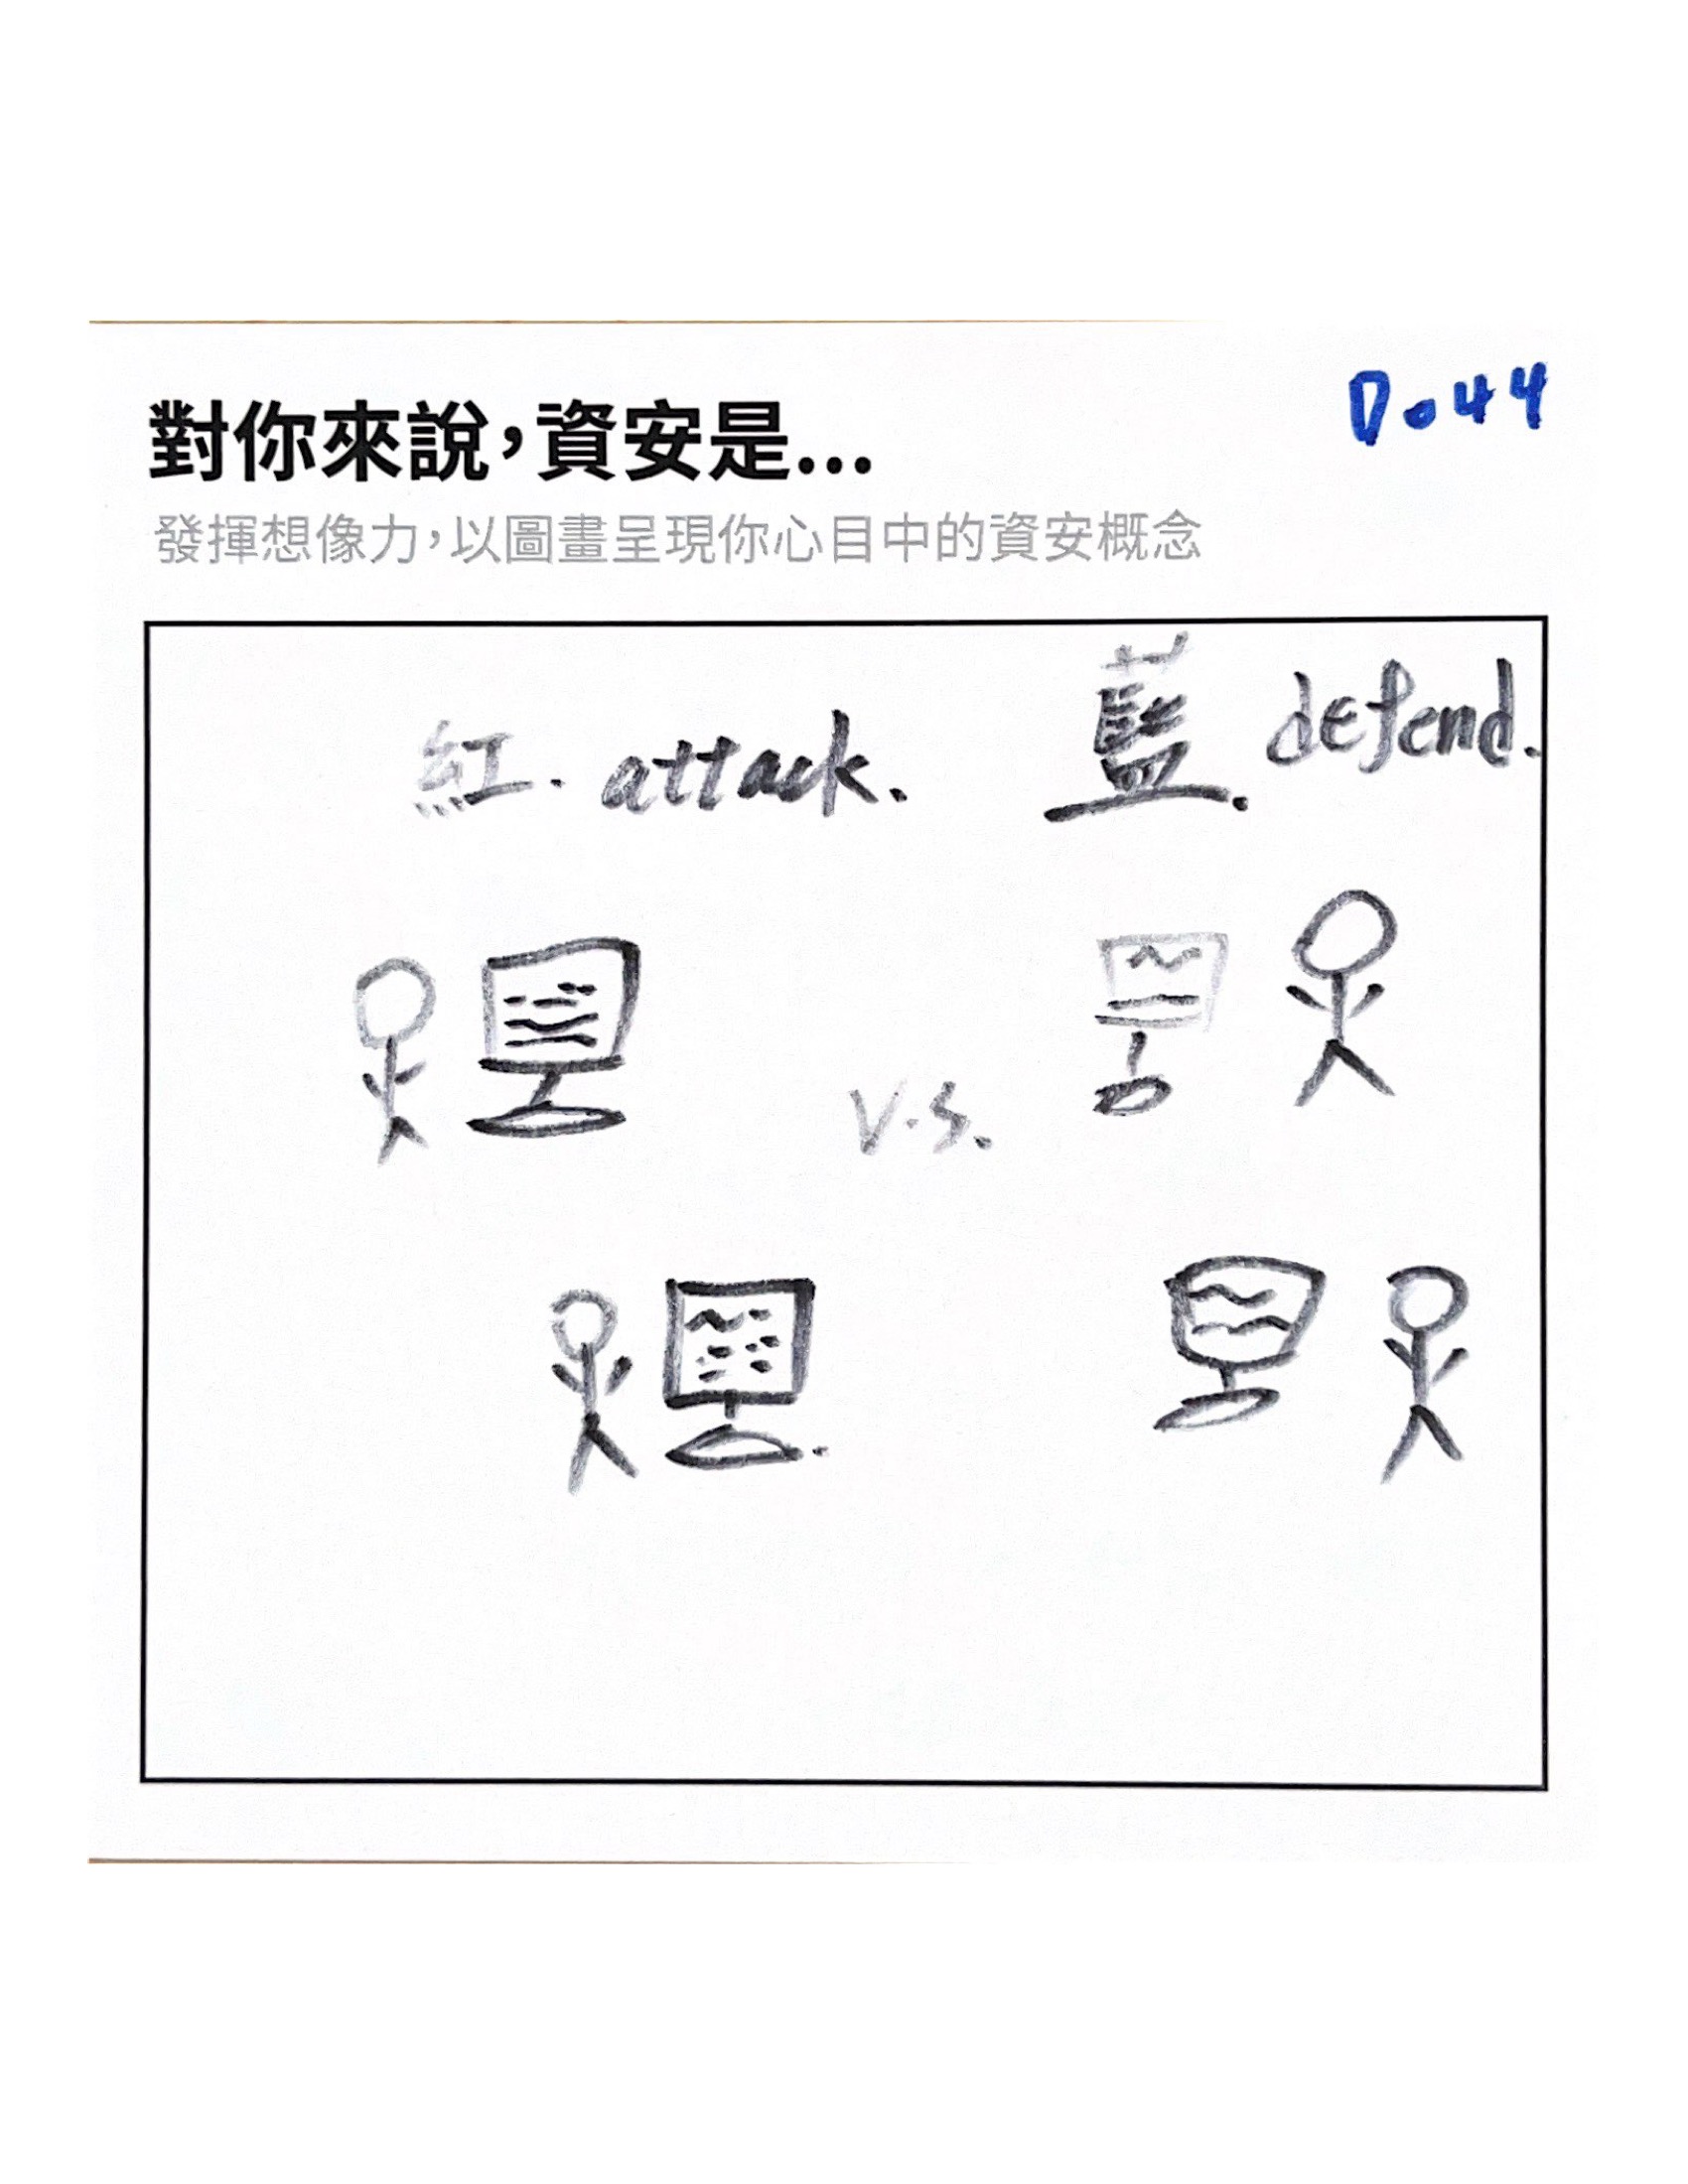 D044
對你來說，資安是...
發揮想像力，以圖畫呈現你心目中的資安概念
紅. attack.
藍. defend.
v.s.